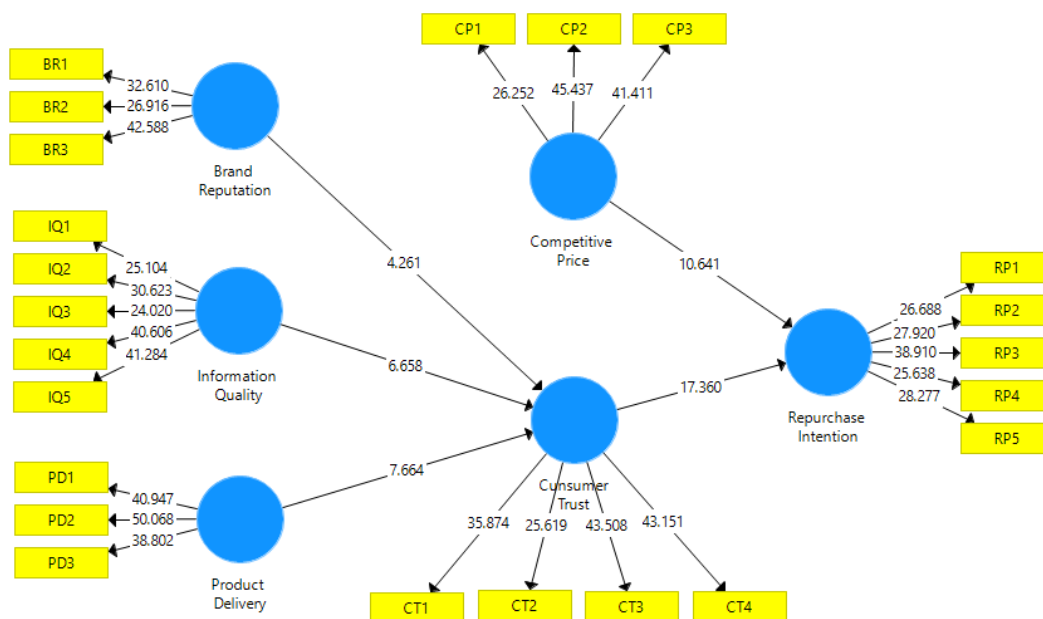 CP1
CP2
CP3
26.252
45.437
41.411
Competitive
Price
BR1
BR2
BR3
32.610
26.916
42.588
Brand
Reputation
4.261
10.641
IQ1
IQ2
IQ3
IQ4
IQ5
25.104
30.623
24.020
40.606
41.284
Information
Quality
6.658
17.360
RP1
RP2
RP3
RP4
RP5
26.688
27.920
38.910
25.638
28.277
Repurchase
Intention
PD1
PD2
PD3
40.947
50.068
38.802
Product
Delivery
7.664
Cunsumer
Trust
35.874
25.619
43.508
43.151
CT1
CT2
CT3
CT4